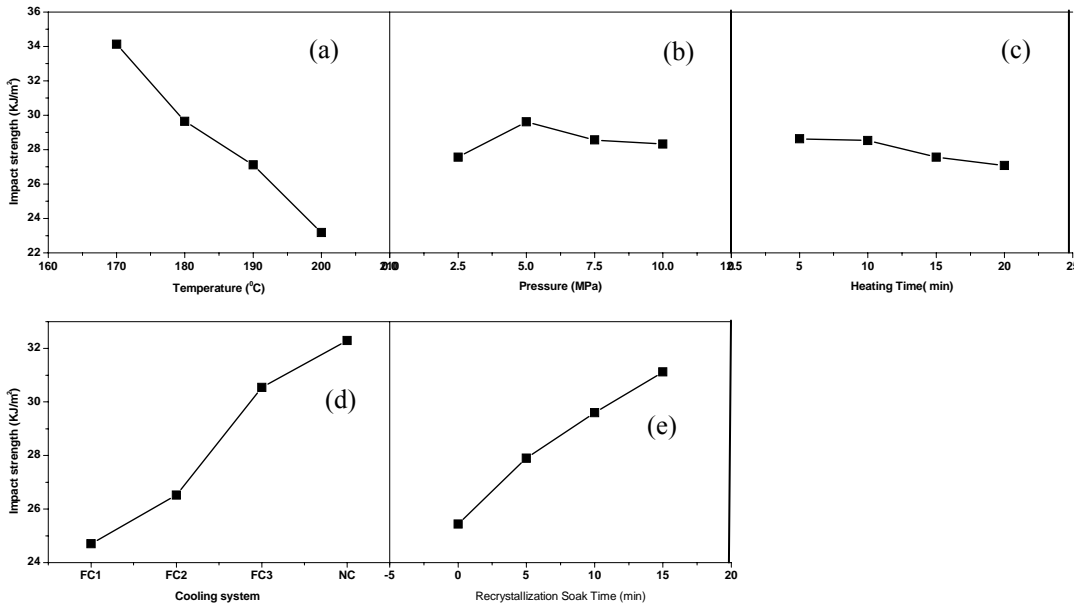 36
34
32
30
28
26
24
22
Impact strength (KJ/m²)
(a)
(b)
(c)
160 170 180 190 200
2.5 5.0 7.5 10.0
5 10 15 20 25
Temperature (⁰C)
Pressure (MPa)
Heating Time( min)
32
30
28
26
24
Impact strength (KJ/m²)
(d)
(e)
FC1 FC2 FC3 NC
-5 0 5 10 15 20
Cooling system
Recrystallization Soak Time (min)